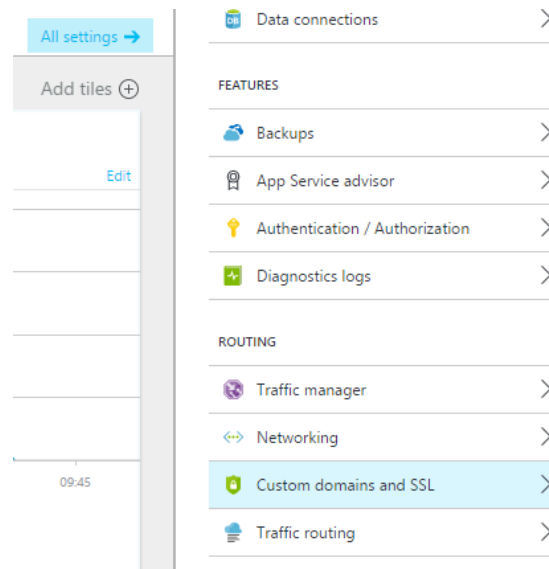 All settings →
Add tiles
Edit
09:45
Data connections
FEATURES
Backups
App Service advisor
Authentication / Authorization
Diagnostics logs
ROUTING
Traffic manager
Networking
Custom domains and SSL
Traffic routing